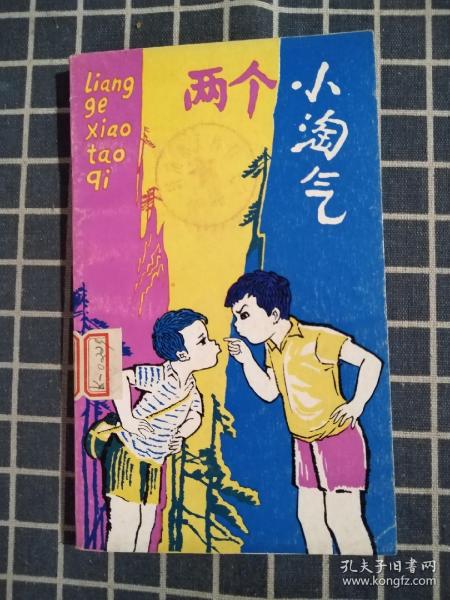 liang
ge
xiao
tao
qi
两个
小淘气
孔夫子旧书网
www.kongfz.com